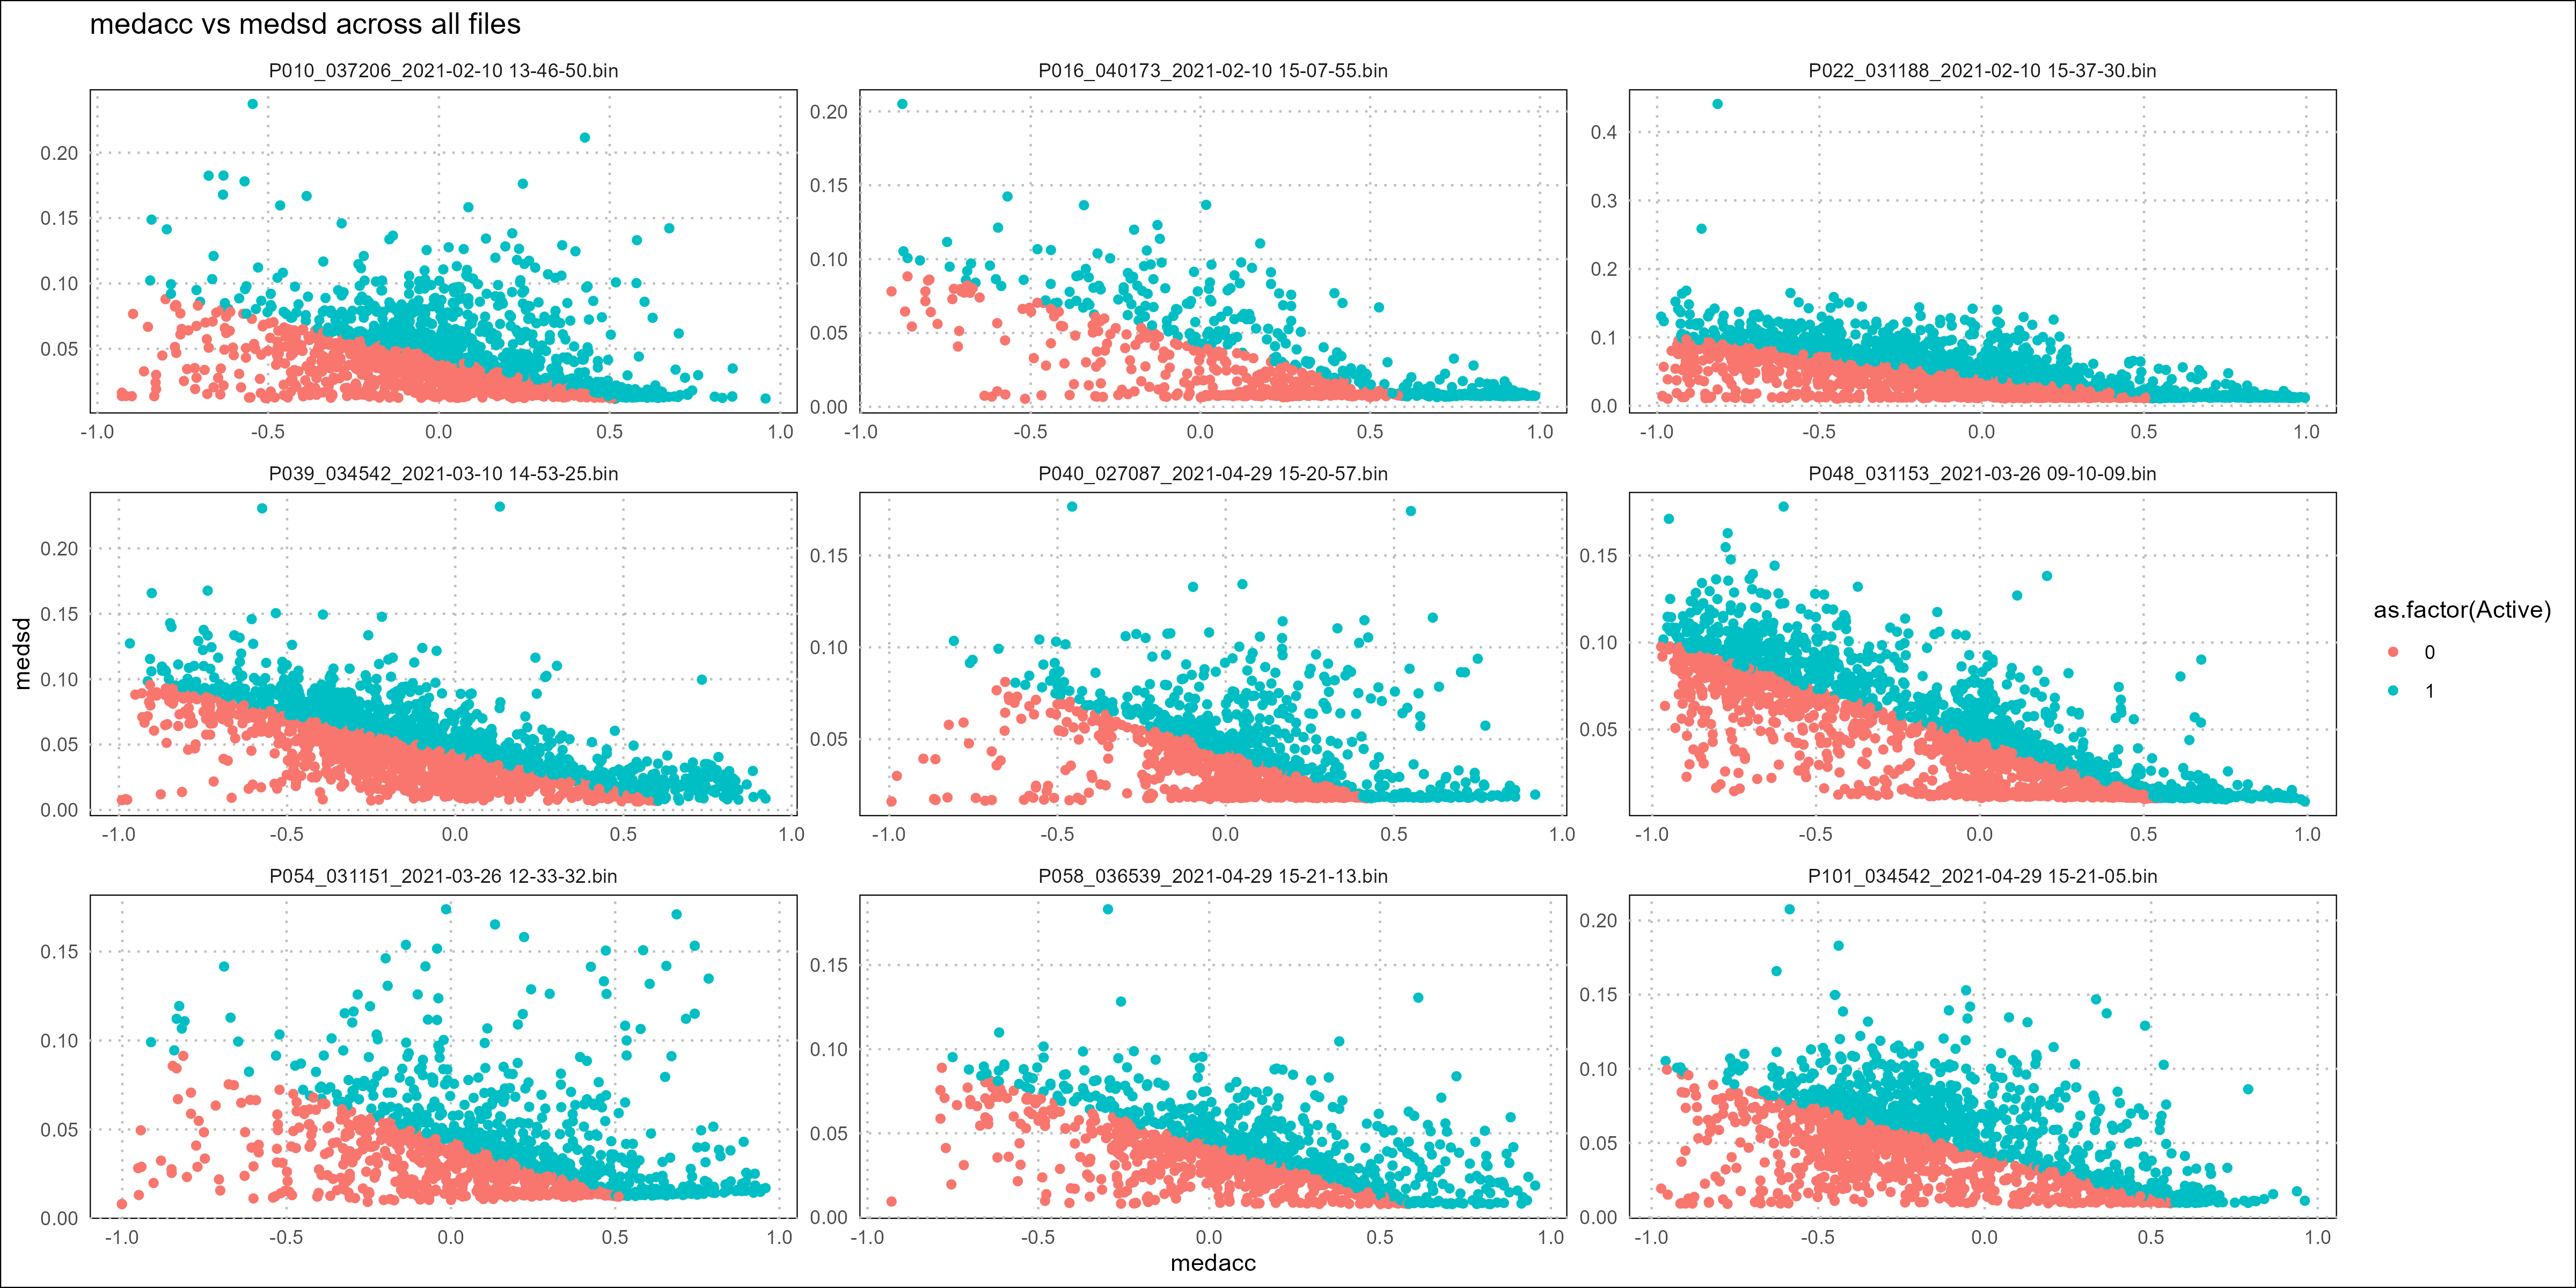 medacc vs medsd across all files
P010_037206_2021-02-10 13-46-50.bin
P016_040173_2021-02-10 15-07-55.bin
P022_031188_2021-02-10 15-37-30.bin
0.20
0.15
0.10
0.05
-1.0 -0.5 0.0 0.5 1.0
0.20
0.15
0.10
0.05
0.00
-1.0 -0.5 0.0 0.5 1.0
0.4
0.3
0.2
0.1
0.0
-1.0 -0.5 0.0 0.5 1.0
P039_034542_2021-03-10 14-53-25.bin
P040_027087_2021-04-29 15-20-57.bin
P048_031153_2021-03-26 09-10-09.bin
medsd
0.20
0.15
0.10
0.05
0.00
-1.0 -0.5 0.0 0.5 1.0
0.15
0.10
0.05
-1.0 -0.5 0.0 0.5 1.0
0.15
0.10
0.05
-1.0 -0.5 0.0 0.5 1.0
as.factor(Active)
0
1
P054_031151_2021-03-26 12-33-32.bin
P058_036539_2021-04-29 15-21-13.bin
P101_034542_2021-04-29 15-21-05.bin
0.15
0.10
0.05
0.00
-1.0 -0.5 0.0 0.5 1.0
0.15
0.10
0.05
0.00
-1.0 -0.5 0.0 0.5 1.0
0.20
0.15
0.10
0.05
0.00
-1.0 -0.5 0.0 0.5 1.0
medacc